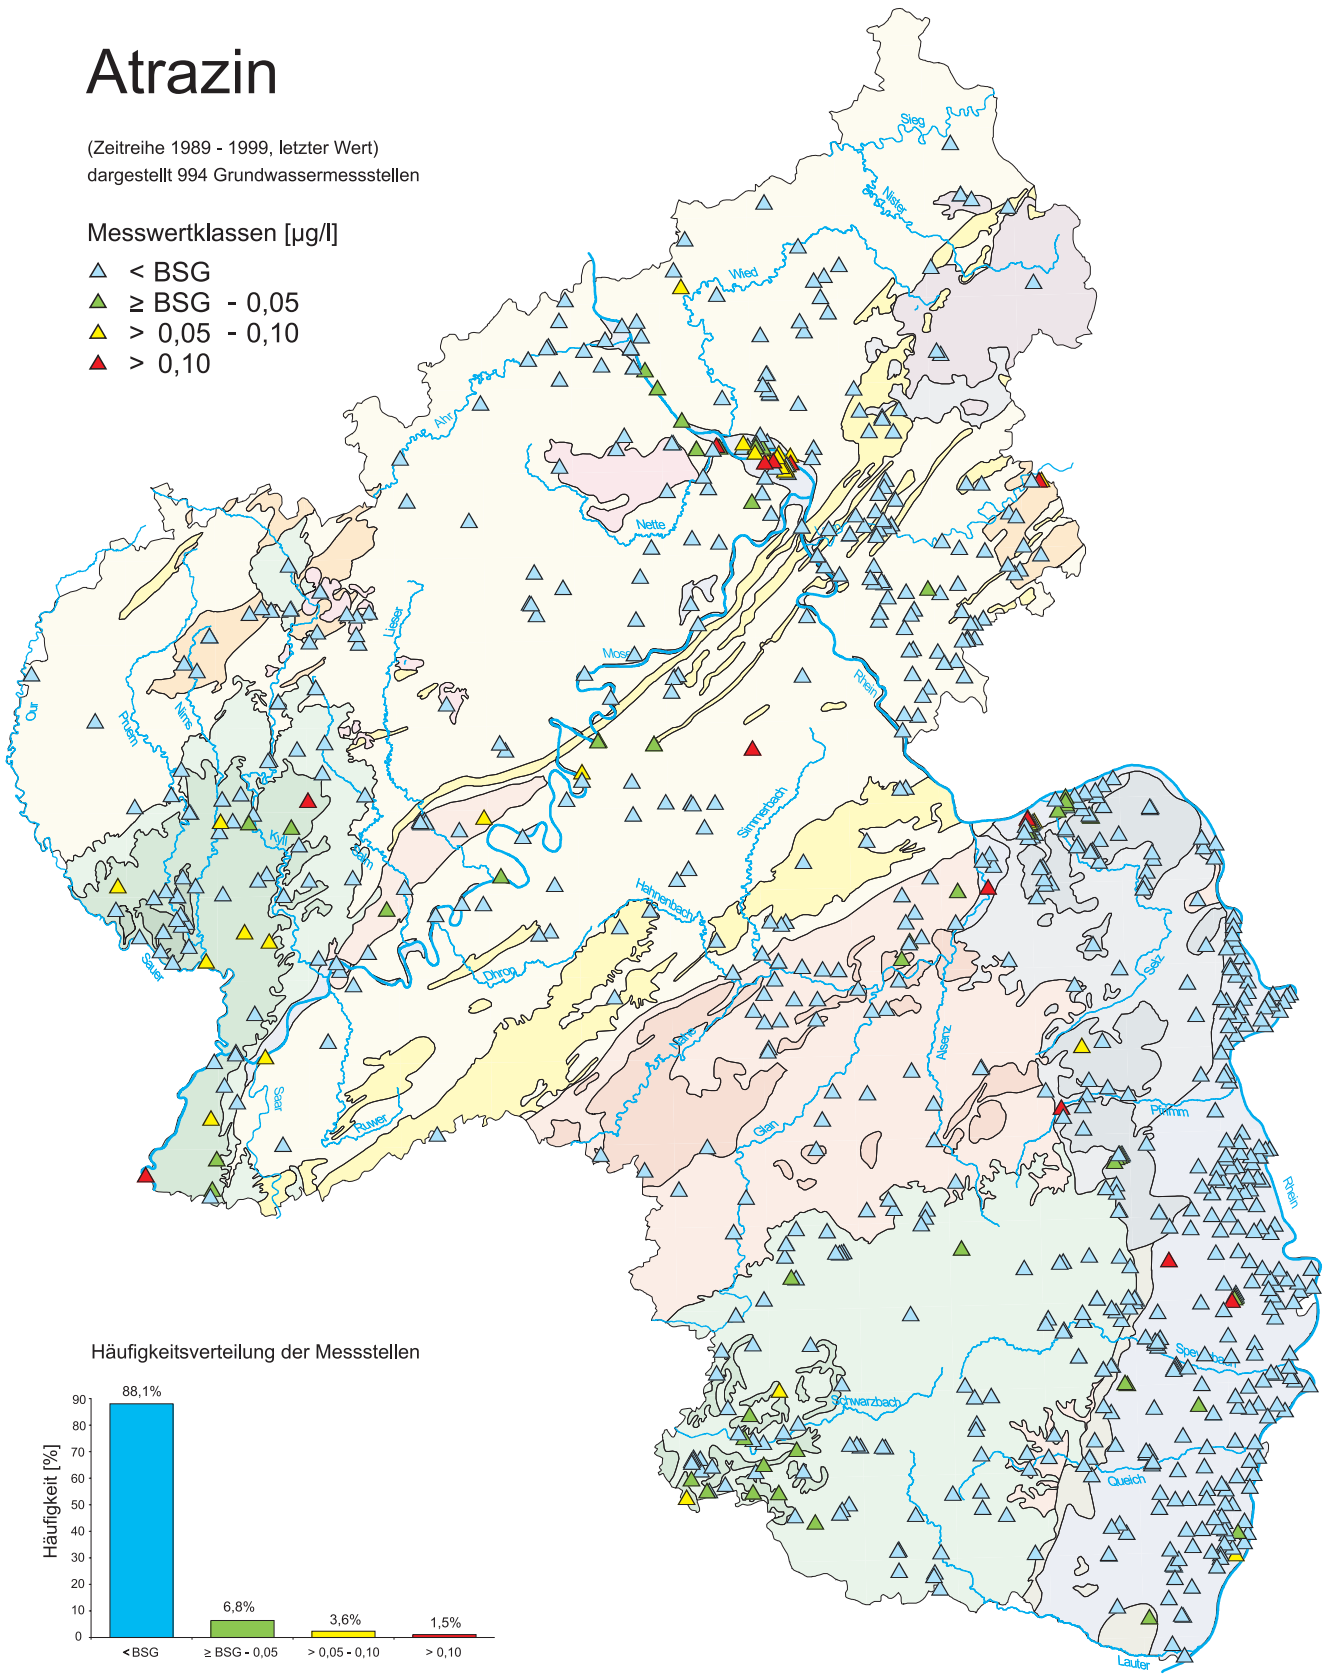 Atrazin
(Zeitreihe 1989 - 1999, letzter Wert)
dargestellt 994 Grundwassermessstellen
Messwertklassen [µg/l]
< BSG
≥ BSG - 0,05
> 0,05 - 0,10
> 0,10
Sieg
Nister
Wied
Ahr
Nette
Lieser
Mosel
Rhein
Our
Prüm
Nims
Kyll
Salm
Simmerbach
Hahnenbach
Dhron
Sauer
Selz
Nahe
Alsenz
Saar
Ruwer
Glan
Pfrimm
Rhein
Speyerbach
Schwarzbach
Queich
Lauter
Häufigkeitsverteilung der Messstellen
Häufigkeit [%]
90
80
70
60
50
40
30
20
10
0
88,1%
6,8%
3,6%
1,5%
< BSG
≥ BSG - 0,05
> 0,05 - 0,10
> 0,10